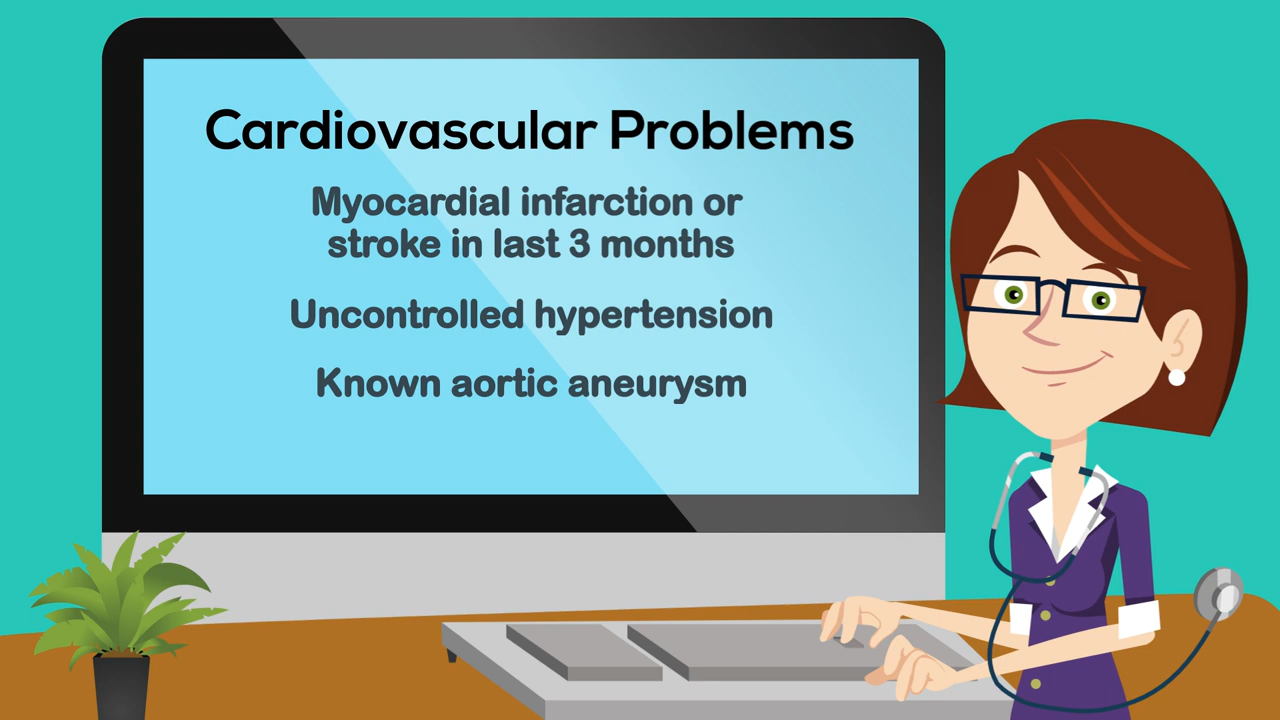 Cardiovascular Problems
Myocardial infarction or
stroke in last 3 months
Uncontrolled hypertension
Known aortic aneurysm